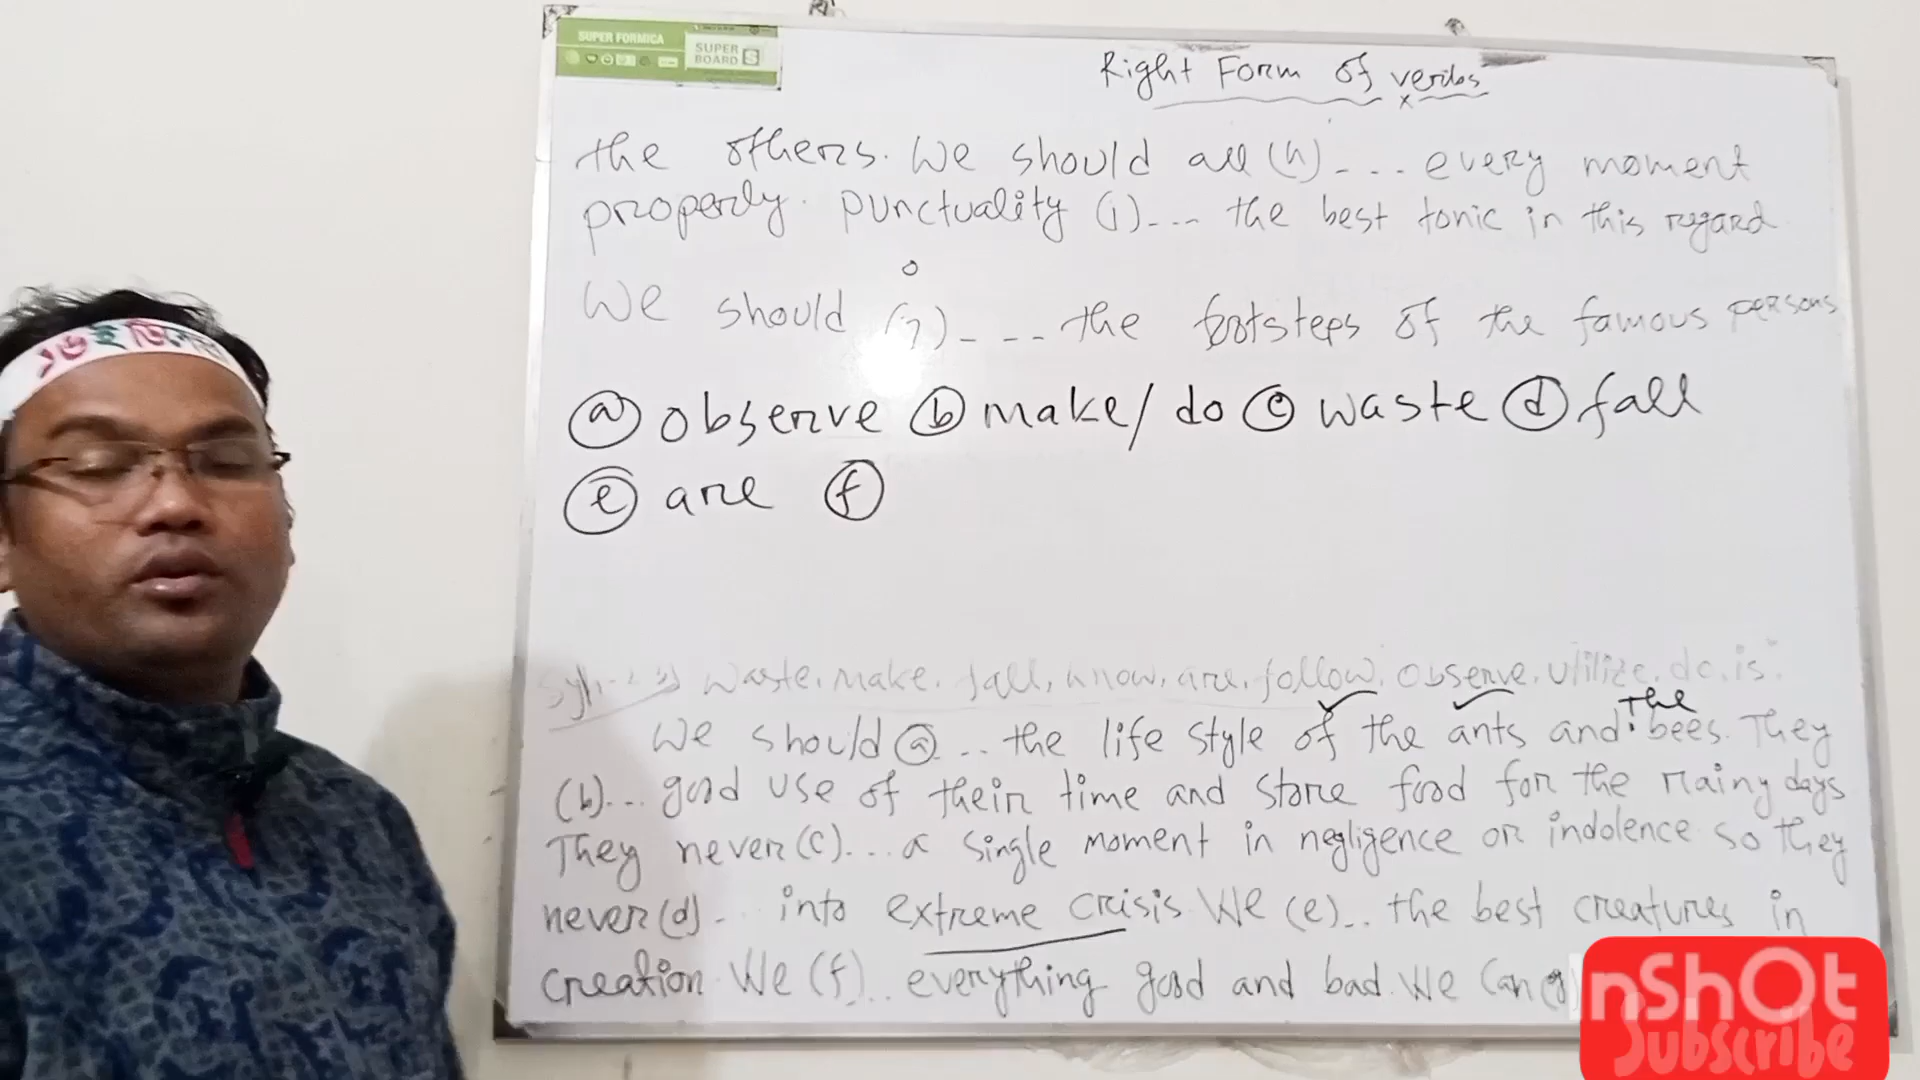 SUPER FORMICA
SUPER BOARD S
Right Form of verbs
x
the others. We should all (h) ---- every moment
properly. punctuality (i)--- the best tonic in this regard
We should (j)---- the footsteps of the famous persons
ⓐ observe ⓑ make/ do ⓒ waste ⓓ fall
ⓔ are ⓕ
waste, make, fall, know, are, follow, observe, utilize, do, is."
The
We should ⓐ... the life style of the ants and bees. They
(b)... good use of their time and store food for the rainy days
They never (c)... a single moment in negligence or indolence so they
never (d)... into extreme crisis. We (e)... the best creatures in
creation. We (f)... everything good and bad. We can (g)
InShOt
Subscribe